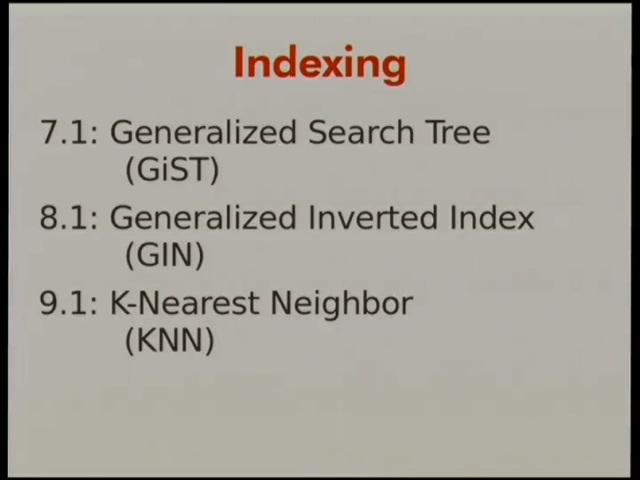 Indexing
7.1: Generalized Search Tree
(GiST)
8.1: Generalized Inverted Index
(GIN)
9.1: K-Nearest Neighbor
(KNN)